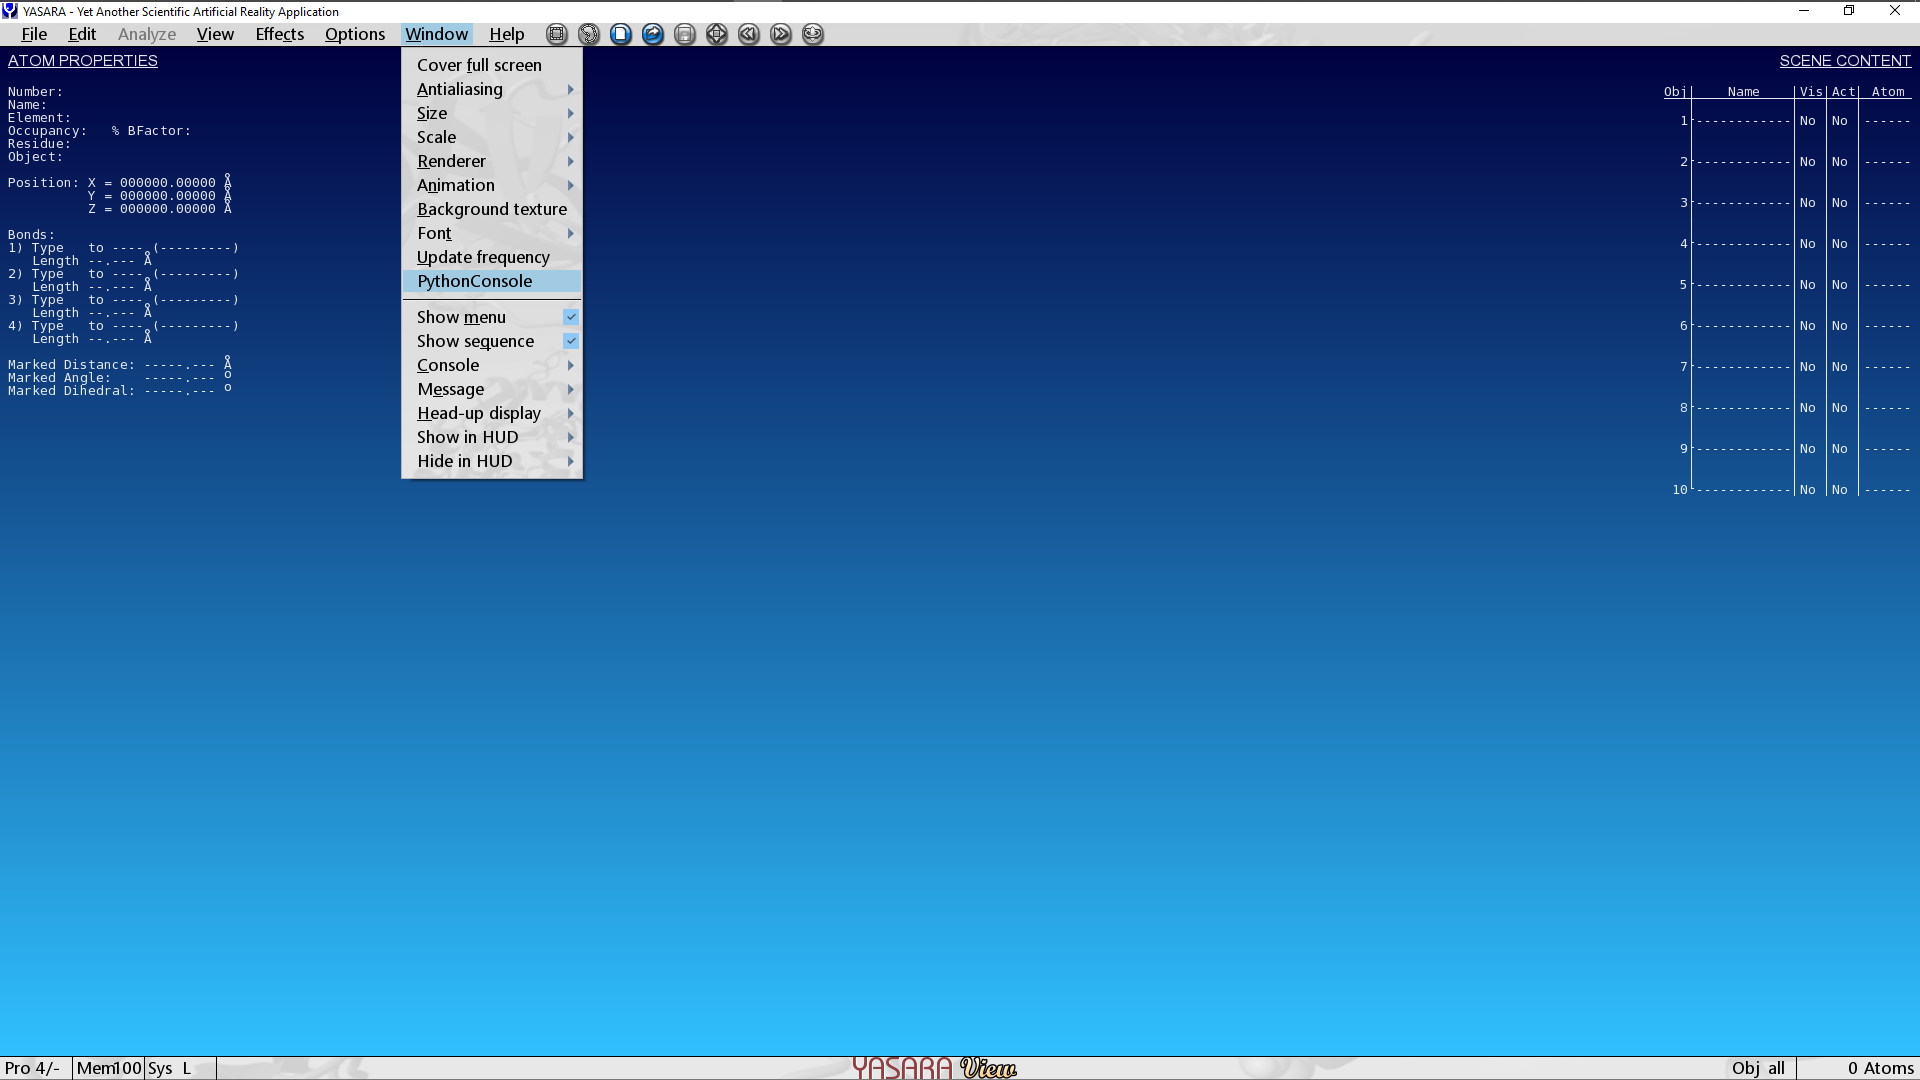 YASARA - Yet Another Scientific Artificial Reality Application
File Edit Analyze View Effects Options Window Help
ATOM PROPERTIES
Number:
Name:
Element:
Occupancy:   % BFactor:
Residue:
Object:
Position: X = 000000.00000 Å
Y = 000000.00000 Å
Z = 000000.00000 Å
Bonds:
1) Type   to ----.(---------)
Length --.--- Å
2) Type   to ----.(---------)
Length --.--- Å
3) Type   to ----.(---------)
Length --.--- Å
4) Type   to ----.(---------)
Length --.--- Å
Marked Distance: -----.--- Å
Marked Angle:    -----.--- o
Marked Dihedral: -----.--- o
Cover full screen
Antialiasing
Size
Scale
Renderer
Animation
Background texture
Font
Update frequency
PythonConsole
Show menu
Show sequence
Console
Message
Head-up display
Show in HUD
Hide in HUD
SCENE CONTENT
Obj Name Vis Act Atom
1 ------------ No No ------
2 ------------ No No ------
3 ------------ No No ------
4 ------------ No No ------
5 ------------ No No ------
6 ------------ No No ------
7 ------------ No No ------
8 ------------ No No ------
9 ------------ No No ------
10 ------------ No No ------
Pro 4/- Mem100 Sys L YASARA View Obj all 0 Atoms